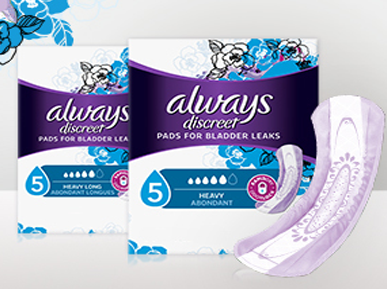 always
discreet
PADS FOR BLADDER LEAKS
5
HEAVY LONG
ABONDANT LONGUES
always
discreet
PADS FOR BLADDER LEAKS
5
HEAVY
ABONDANT